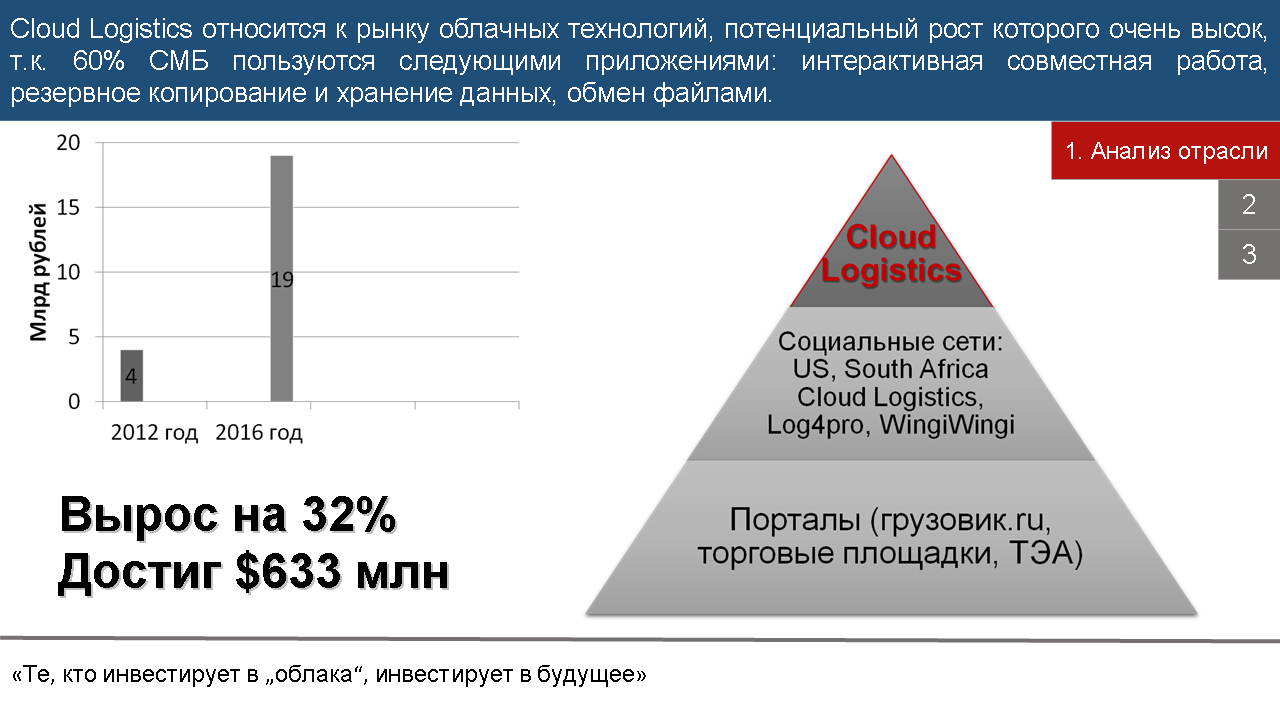 Cloud Logistics относится к рынку облачных технологий, потенциальный рост которого очень высок,
т.к. 60% СМБ пользуются следующими приложениями: интерактивная совместная работа,
резервное копирование и хранение данных, обмен файлами.
1. Анализ отрасли
2
3
Млрд рублей
20
15
10
5
0
4
19
2012 год
2016 год
Вырос на 32%
Достиг $633 млн
Cloud
Logistics
Социальные сети:
US, South Africa
Cloud Logistics,
Log4pro, WingiWingi
Порталы (грузовик.ru,
торговые площадки, ТЭА)
«Те, кто инвестирует в „облака“, инвестирует в будущее»